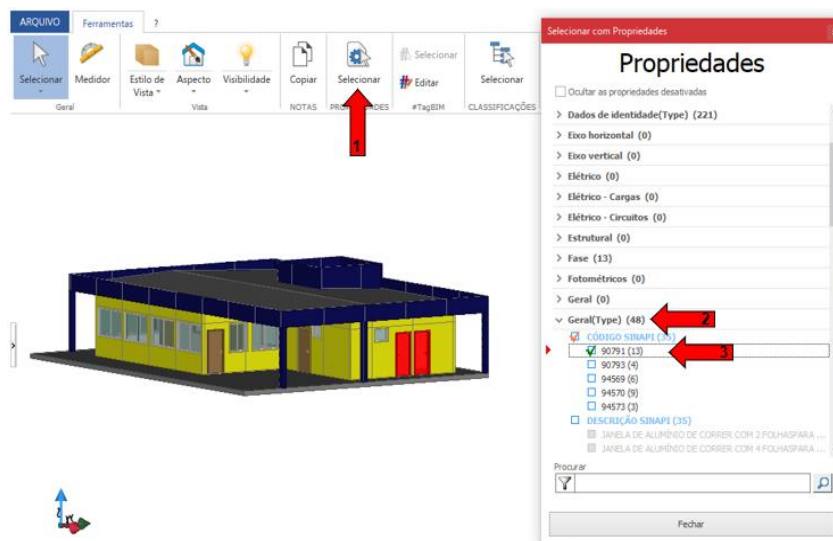 ARQUIVO Ferramentas ?
Selecionar Medidor Estilo de Vista Aspecto Visibilidade Copiar Selecionar # Selecionar # Editar Selecionar
Geral Vista NOTAS PROPRIEDADES #TagBIM CLASSIFICAÇÕES
1
Selecionar com Propriedades
Propriedades
Ocultar as propriedades desativadas
Dados de identidade(Type) (221)
Eixo horizontal (0)
Eixo vertical (0)
Elétrico (0)
Elétrico - Cargas (0)
Elétrico - Circuitos (0)
Estrutural (0)
Fase (13)
Fotométricos (0)
Geral (0)
Geral(Type) (48) 2
CÓDIGO SINAPI (35)
90791 (13) 3
90793 (4)
94569 (6)
94570 (9)
94573 (3)
DESCRIÇÃO SINAPI (35)
JANELA DE ALUMÍNIO DE CORRER COM 2 FOLHASPARA ...
JANELA DE ALUMÍNIO DE CORRER COM 4 FOLHASPARA ...
Procurar
Fechar